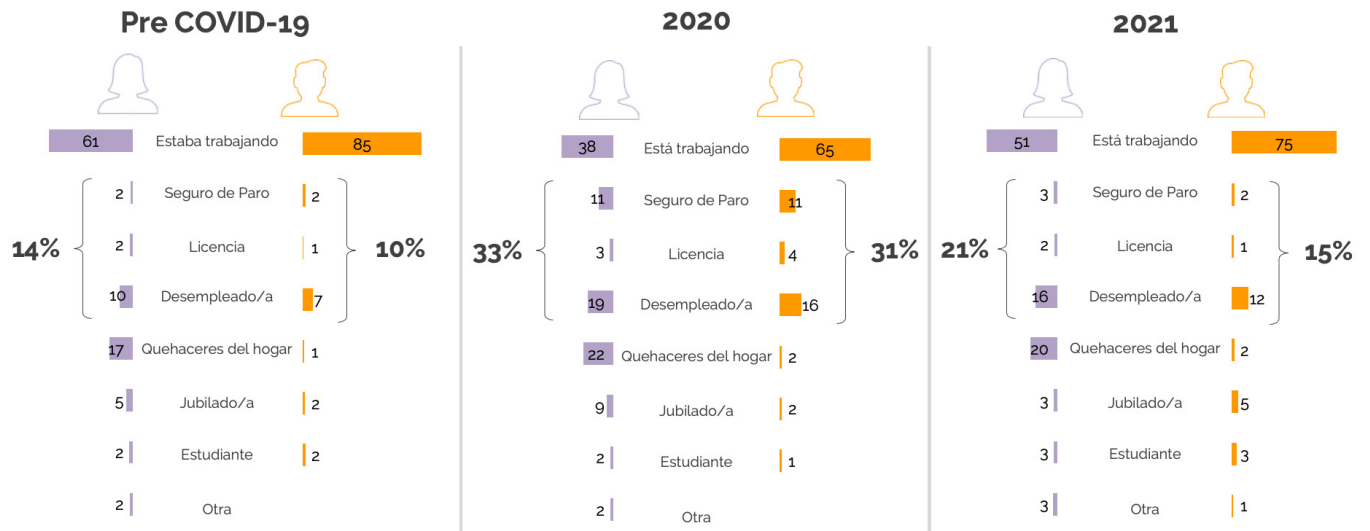 Pre COVID-19
61 Estaba trabajando 85
2 Seguro de Paro 2
14% 2 Licencia 1 10%
10 Desempleado/a 7
17 Quehaceres del hogar 1
5 Jubilado/a 2
2 Estudiante 2
2 Otra
2020
38 Está trabajando 65
11 Seguro de Paro 11
33% 3 Licencia 4 31%
19 Desempleado/a 16
22 Quehaceres del hogar 2
9 Jubilado/a 2
2 Estudiante 1
2 Otra
2021
51 Está trabajando 75
3 Seguro de Paro 2
21% 2 Licencia 1 15%
16 Desempleado/a 12
20 Quehaceres del hogar 2
3 Jubilado/a 5
3 Estudiante 3
3 Otra 1